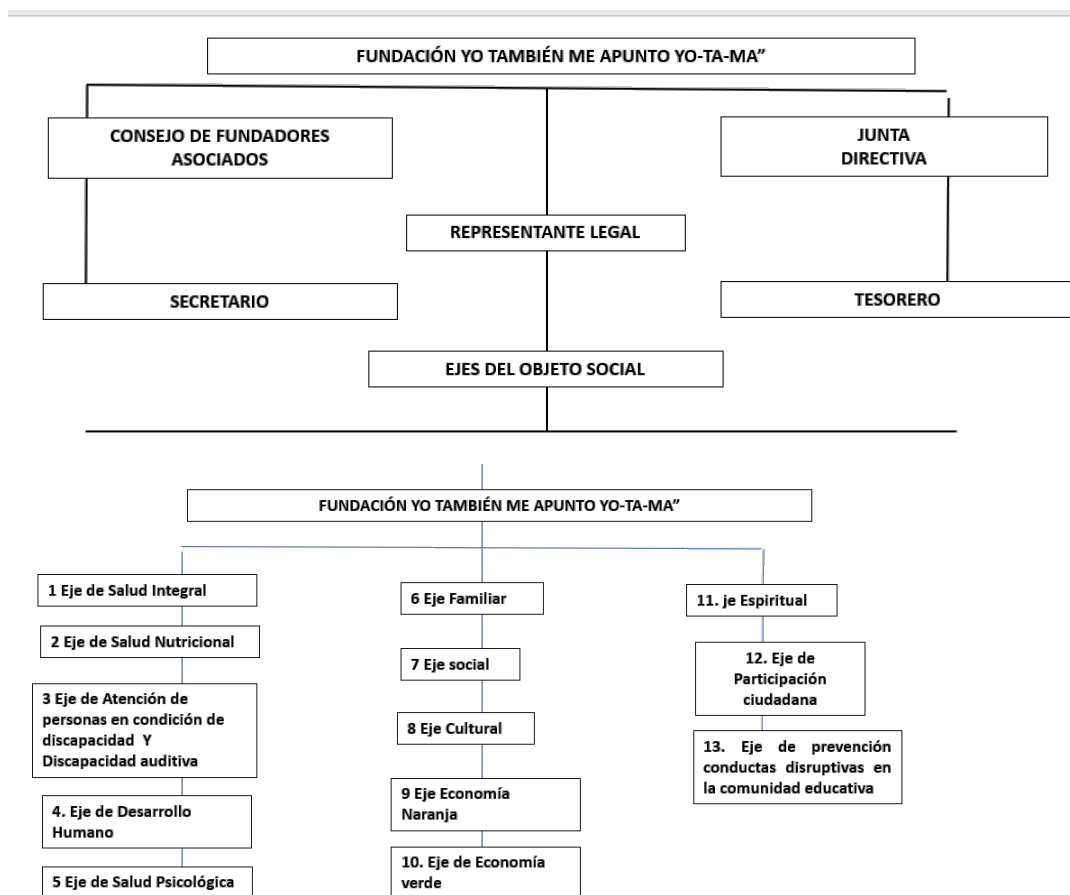 FUNDACIÓN YO TAMBIÉN ME APUNTO YO-TA-MA”
CONSEJO DE FUNDADORES
ASOCIADOS
JUNTA
DIRECTIVA
REPRESENTANTE LEGAL
SECRETARIO
TESORERO
EJES DEL OBJETO SOCIAL
FUNDACIÓN YO TAMBIÉN ME APUNTO YO-TA-MA”
1 Eje de Salud Integral
2 Eje de Salud Nutricional
3 Eje de Atención de
personas en condición de
discapacidad Y
Discapacidad auditiva
4. Eje de Desarrollo
Humano
5 Eje de Salud Psicológica
6 Eje Familiar
7 Eje social
8 Eje Cultural
9 Eje Economía
Naranja
10. Eje de Economía
verde
11. je Espiritual
12. Eje de
Participación
ciudadana
13. Eje de prevención
conductas disruptivas en
la comunidad educativa